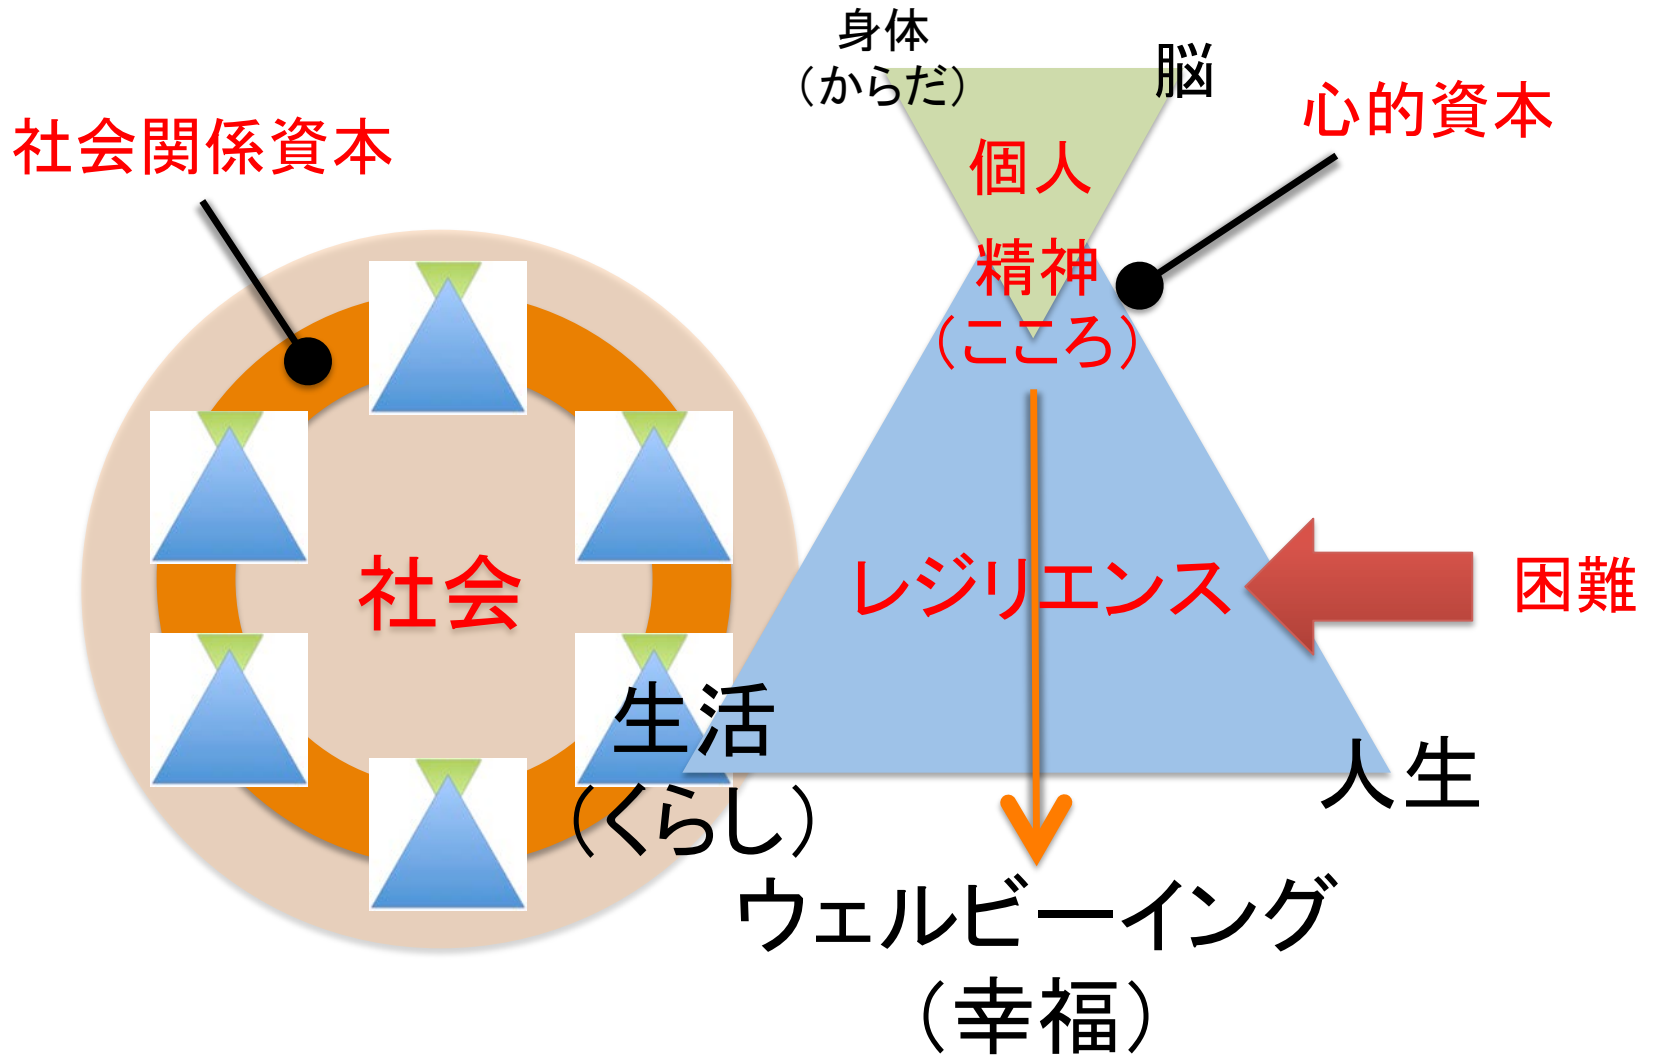 身体
（からだ）
脳
心的資本
社会関係資本
個人
精神
（こころ）
レジリエンス
困難
社会
生活
（くらし）
人生
ウェルビーイング
（幸福）